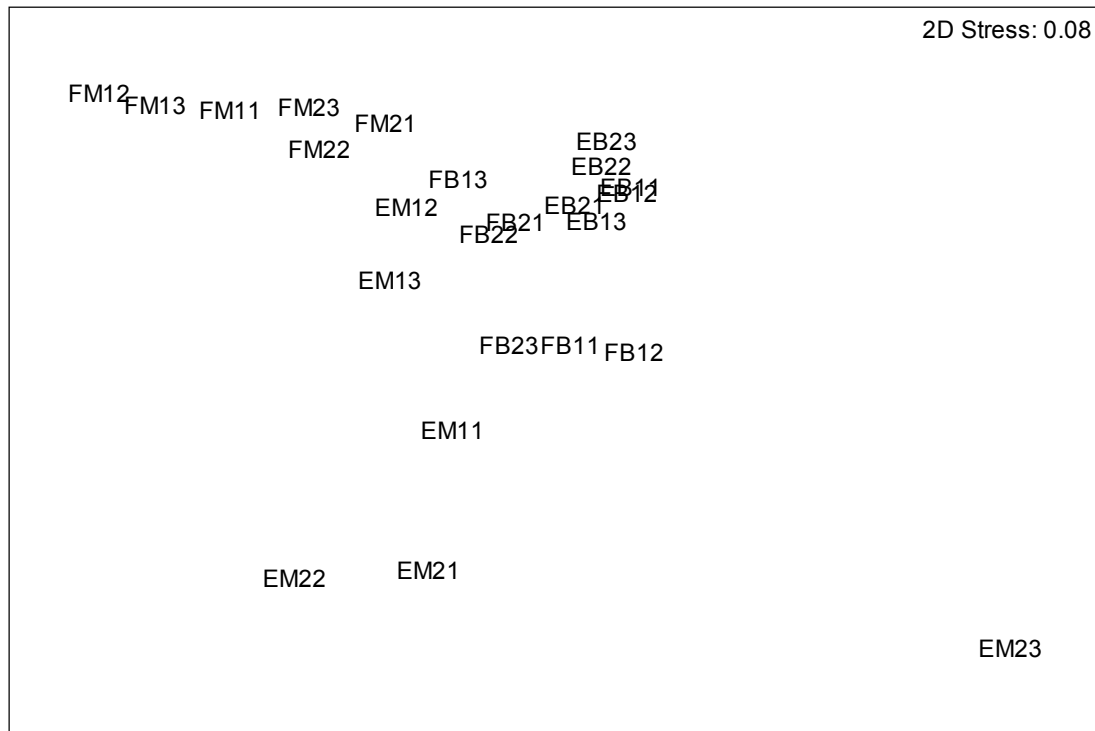 2D Stress: 0.08
FM12
FM13
FM11
FM23
FM21
FM22
EB23
EB22
EB11
EB12
FB13
EM12
EB21
EB13
FB21
FB22
EM13
FB23
FB11
FB12
EM11
EM22
EM21
EM23